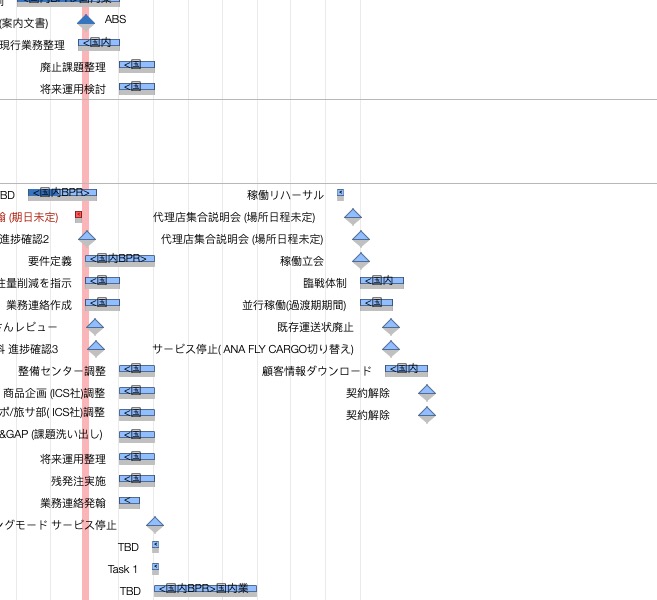 (案内文書) ABS
現行業務整理 <国内
廃止課題整理 <国
将来運用検討 <国
TBD <国内BPR> 稼働リハーサル <
(期日未定) 代理店集合説明会 (場所日程未定)
進捗確認2 代理店集合説明会 (場所日程未定)
要件定義 <国内BPR> 稼働立会
注量削減を指示 <国 臨戦体制 <国内
業務連絡作成 <国 並行稼働(過渡期期間) <国
さんレビュー 既存運送状廃止
進捗確認3 サービス停止( ANA FLY CARGO切り替え)
整備センター調整 <国 顧客情報ダウンロード <国内
商品企画 (ICS社)調整 <国 契約解除
ポ/旅サ部( ICS社)調整 <国 契約解除
&GAP (課題洗い出し) <国
将来運用整理 <国
残発注実施 <国
業務連絡発翰 <
ングモード サービス停止
TBD <
Task 1 <
TBD <国内BPR>国内業